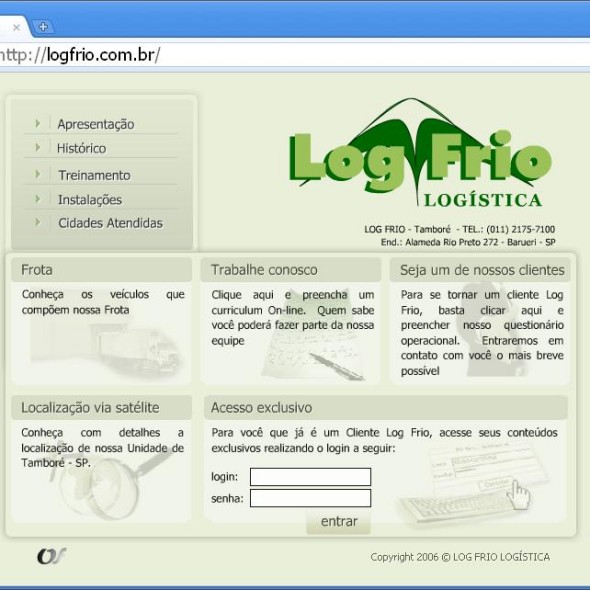 http://logfrio.com.br/
Apresentação
Histórico
Treinamento
Instalações
Cidades Atendidas
Log Frio
LOGÍSTICA
LOG FRIO - Tamboré - TEL.: (011) 2175-7100
End.: Alameda Rio Preto 272 - Barueri - SP
Frota
Conheça os veículos que
compõem nossa Frota
Trabalhe conosco
Clique aqui e preencha um
curriculum On-line. Quem sabe
você poderá fazer parte da nossa
equipe
Seja um de nossos clientes
Para se tornar um cliente Log
Frio, basta clicar aqui e
preencher nosso questionário
operacional. Entraremos em
contato com você o mais breve
possível
Localização via satélite
Conheça com detalhes a
localização de nossa Unidade de
Tamboré - SP.
Acesso exclusivo
Para você que já é um Cliente Log Frio, acesse seus conteúdos
exclusivos realizando o login a seguir:
login:
senha:
entrar
Copyright 2006 © LOG FRIO LOGÍSTICA